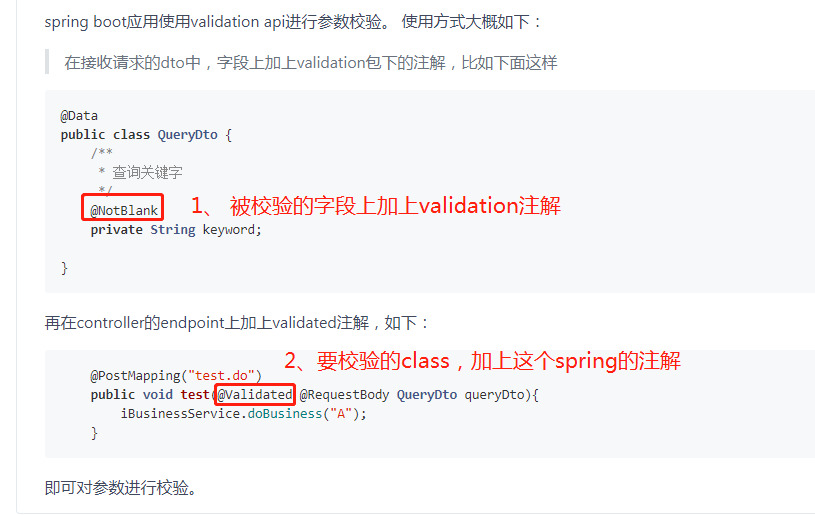 spring boot应用使用validation api进行参数校验。 使用方式大概如下：
在接收请求的dto中，字段上加上validation包下的注解，比如下面这样
@Data
public class QueryDto {
/**
* 查询关键字
*/
@NotBlank
1、 被校验的字段上加上validation注解
private String keyword;
}
再在controller的endpoint上加上validated注解，如下：
2、要校验的class，加上这个spring的注解
@PostMapping("test.do")
public void test(@Validated @RequestBody QueryDto queryDto){
iBusinessService.doBusiness("A");
}
即可对参数进行校验。